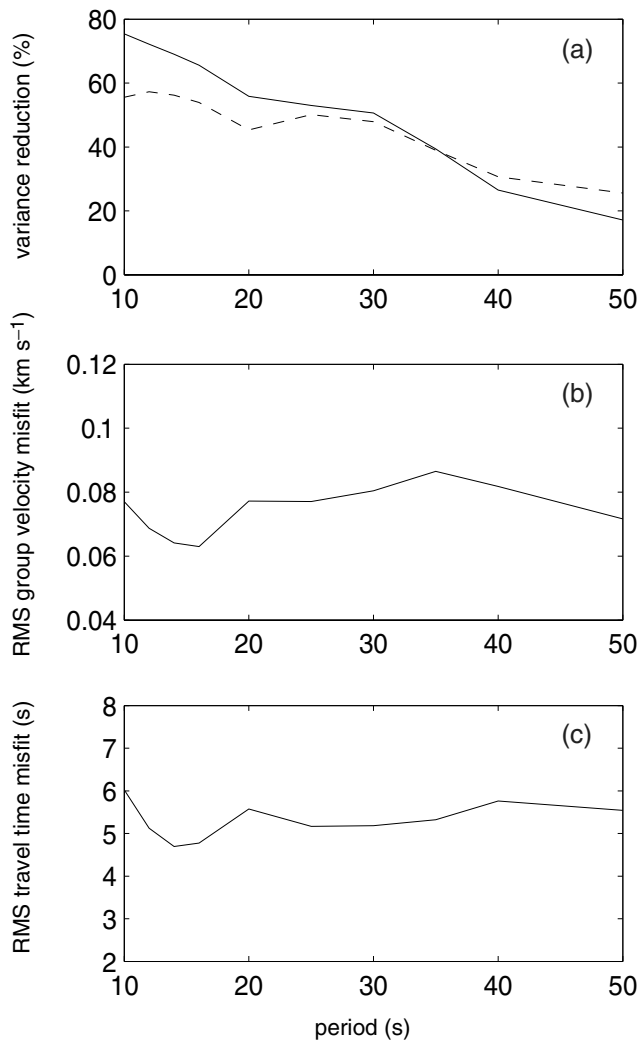 80
60
40
20
0
variance reduction (%)
(a)
10 20 30 40 50
0.12
0.1
0.08
0.06
0.04
RMS group velocity misfit (km s⁻¹)
(b)
10 20 30 40 50
8
7
6
5
4
3
2
RMS travel time misfit (s)
(c)
10 20 30 40 50
period (s)